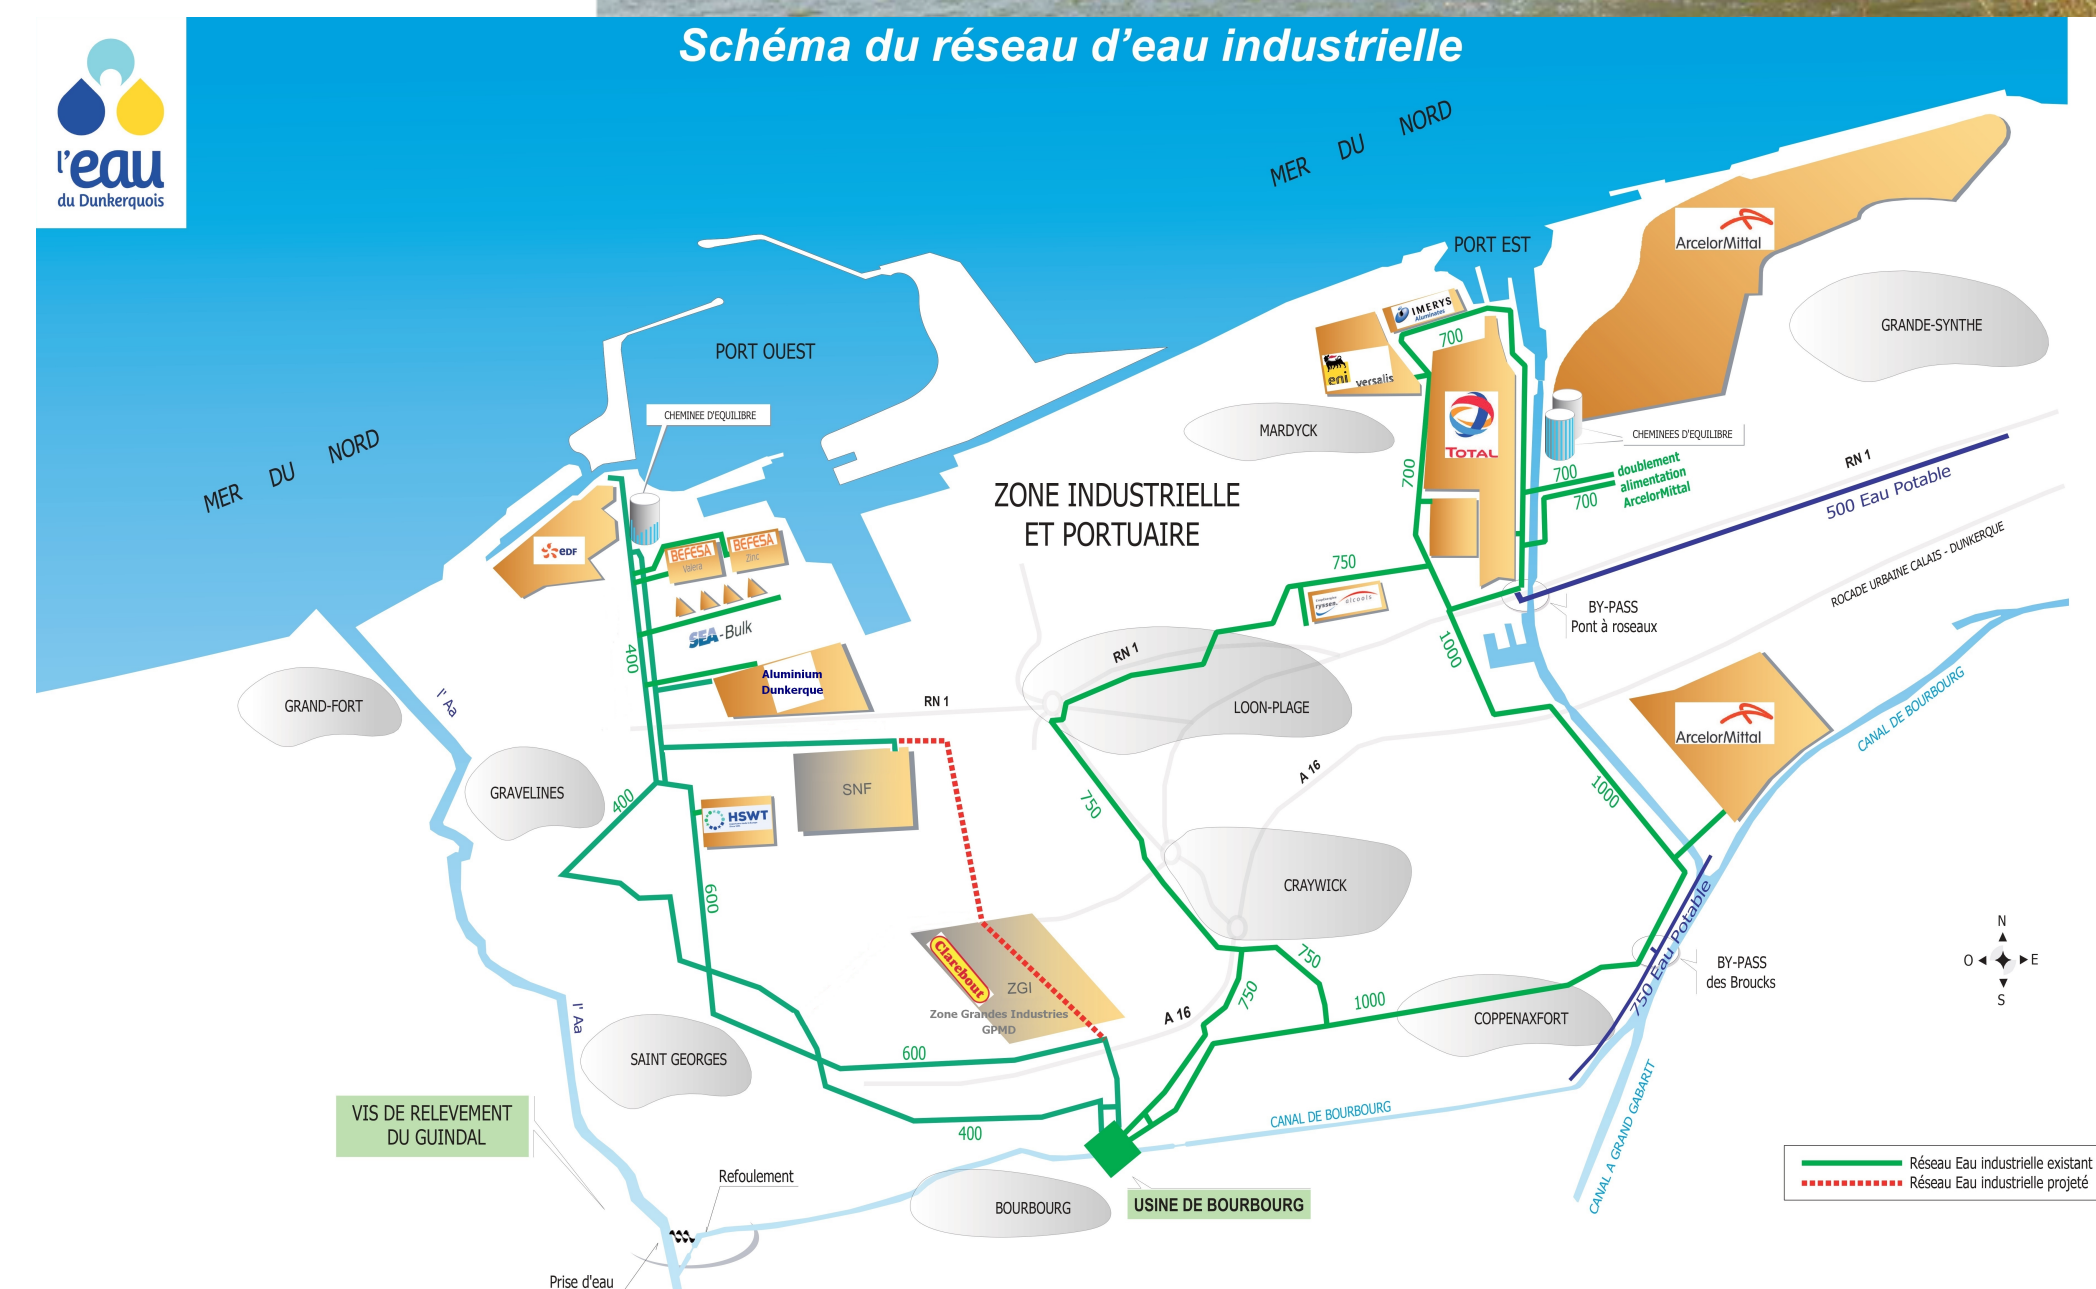 Schéma du réseau d'eau industrielle
l'eau
du Dunkerquois
MER DU NORD
PORT EST
ArcelorMittal
GRANDE-SYNTHE
IMERYS
Aluminates
700
eni
versalis
PORT OUEST
CHEMINEE D'EQUILIBRE
MARDYCK
TOTAL
CHEMINEES D'EQUILIBRE
MER DU NORD
RN 1
700
700
doublement
alimentation
ArcelorMittal
700
500 Eau Potable
ZONE INDUSTRIELLE
ET PORTUAIRE
EDF
BEFESA
Valera
BEFESA
Zinc
ROCADE URBAINE CALAIS - DUNKERQUE
750
ryssen
alcools
BY-PASS
Pont à roseaux
SEA-Bulk
400
1000
RN 1
Aluminium
Dunkerque
GRAND-FORT
l' Aa
RN 1
LOON-PLAGE
ArcelorMittal
CANAL DE BOURBOURG
GRAVELINES
400
SNF
A 16
750
1000
HSWT
600
CRAYWICK
750 Eau Potable
N
O
E
S
Clarebout
ZGI
Zone Grandes Industries
GPMD
750
750
1000
BY-PASS
des Broucks
A 16
COPPENAXFORT
l' Aa
SAINT GEORGES
600
400
CANAL DE BOURBOURG
CANAL A GRAND GABARIT
VIS DE RELEVEMENT
DU GUINDAL
Refoulement
BOURBOURG
USINE DE BOURBOURG
Prise d'eau
Réseau Eau industrielle existant
Réseau Eau industrielle projeté